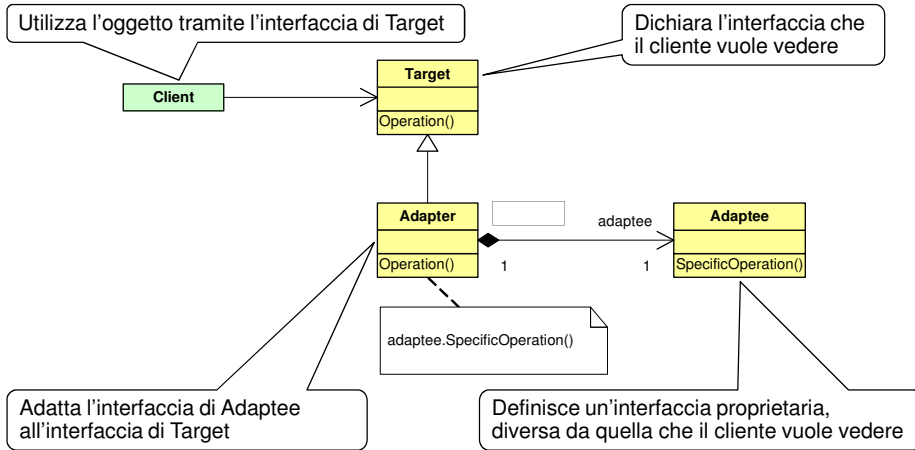 Utilizza l'oggetto tramite l'interfaccia di Target
Dichiara l'interfaccia che
il cliente vuole vedere
Client
Target
Operation()
Adapter
Operation()
adaptee
1
1
Adaptee
SpecificOperation()
adaptee.SpecificOperation()
Adatta l'interfaccia di Adaptee
all'interfaccia di Target
Definisce un'interfaccia proprietaria,
diversa da quella che il cliente vuole vedere